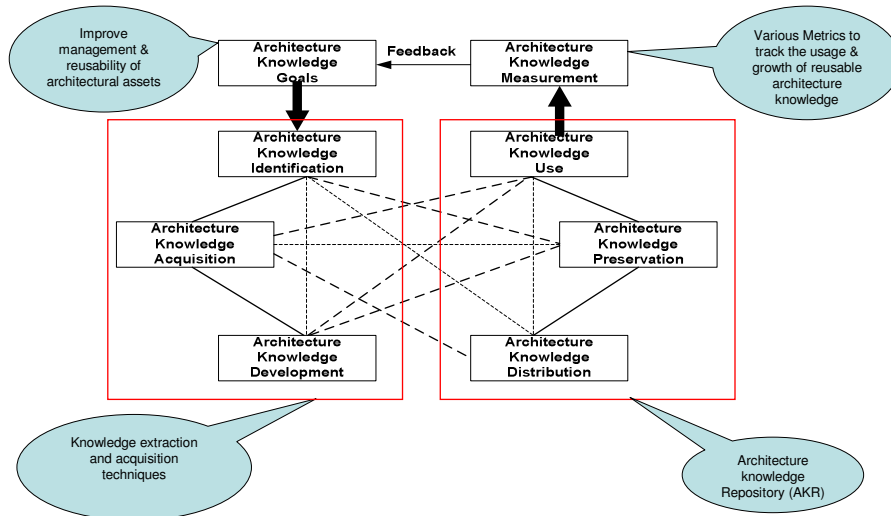 Improve
management &
reusability of
architectural assets
Architecture
Knowledge
Goals
Feedback
Architecture
Knowledge
Measurement
Various Metrics to
track the usage &
growth of reusable
architecture
knowledge
Architecture
Knowledge
Identification
Architecture
Knowledge
Use
Architecture
Knowledge
Acquisition
Architecture
Knowledge
Preservation
Architecture
Knowledge
Development
Architecture
Knowledge
Distribution
Knowledge extraction
and acquisition
techniques
Architecture
knowledge
Repository (AKR)